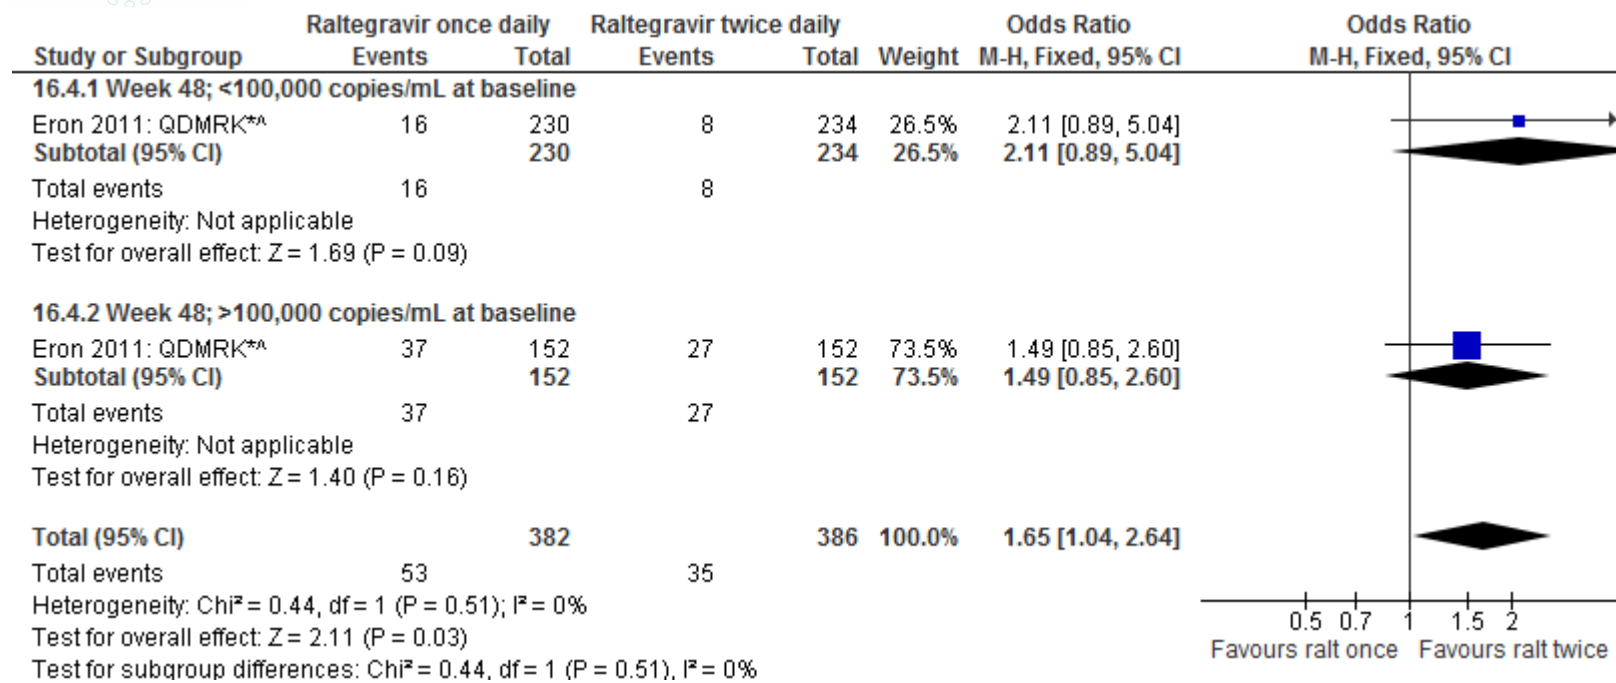 Raltegravir once daily Raltegravir twice daily Odds Ratio Odds Ratio
Study or Subgroup Events Total Events Total Weight M-H, Fixed, 95% CI M-H, Fixed, 95% CI
16.4.1 Week 48; <100,000 copies/mL at baseline
Eron 2011: QDMRK*^ 16 230 8 234 26.5% 2.11 [0.89, 5.04]
Subtotal (95% CI) 230 234 26.5% 2.11 [0.89, 5.04]
Total events 16 8
Heterogeneity: Not applicable
Test for overall effect: Z = 1.69 (P = 0.09)
16.4.2 Week 48; >100,000 copies/mL at baseline
Eron 2011: QDMRK*^ 37 152 27 152 73.5% 1.49 [0.85, 2.60]
Subtotal (95% CI) 152 152 73.5% 1.49 [0.85, 2.60]
Total events 37 27
Heterogeneity: Not applicable
Test for overall effect: Z = 1.40 (P = 0.16)
Total (95% CI) 382 386 100.0% 1.65 [1.04, 2.64]
Total events 53 35
Heterogeneity: Chi² = 0.44, df = 1 (P = 0.51); I² = 0%
Test for overall effect: Z = 2.11 (P = 0.03)
Test for subgroup differences: Chi² = 0.44, df = 1 (P = 0.51), I² = 0%
0.5 0.7 1 1.5 2
Favours ralt once Favours ralt twice